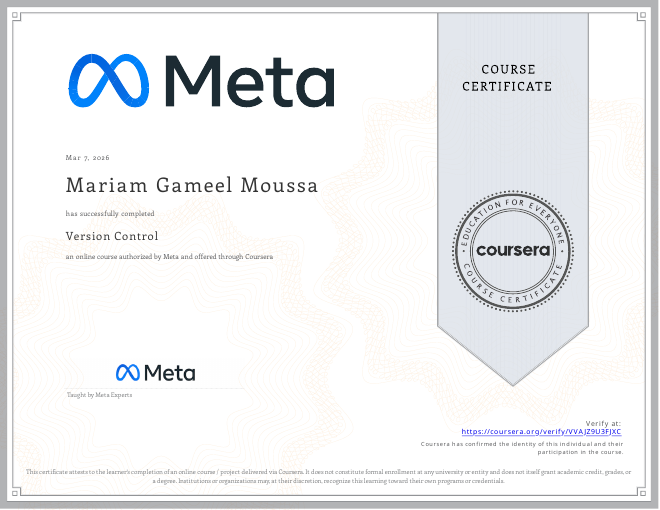 Meta
COURSE
CERTIFICATE
Mar 7, 2026
Mariam Gameel Moussa
has successfully completed
Version Control
an online course authorized by Meta and offered through Coursera
EDUCATION FOR EVERYONE
coursera
COURSE CERTIFICATE
Meta
Taught by Meta Experts
Verify at:
https://coursera.org/verify/VVAJZ9U3FJXC
Coursera has confirmed the identity of this individual and their
participation in the course.
This certificate attests to the learner's completion of an online course / project delivered via Coursera. It does not constitute formal enrollment at any university or entity and does not itself grant academic credit, grades, or
a degree. Institutions or organizations may, at their discretion, recognize this learning toward their own programs or credentials.